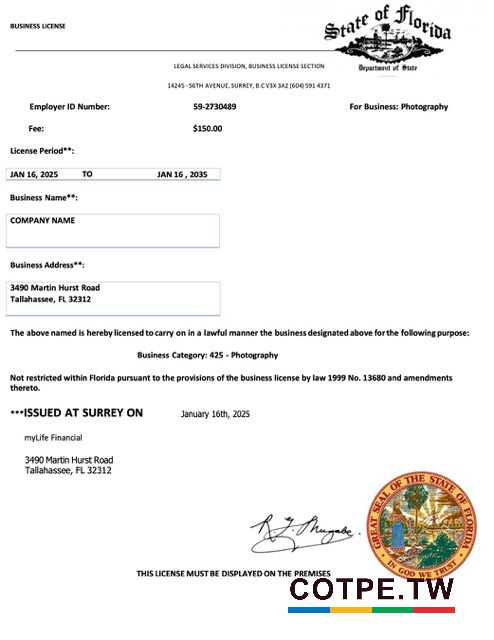 BUSINESS LICENSE
State of Florida
Department of State
LEGAL SERVICES DIVISION, BUSINESS LICENSE SECTION
14245 -56TH AVENUE, SURREY, B.C V3X 3A2 (604) 591 4371
Employer ID Number: 59-2730489 For Business: Photography
Fee: $150.00
License Period**:
JAN 16, 2025 TO JAN 16 , 2035
Business Name**:
COMPANY NAME
Business Address**:
3490 Martin Hurst Road
Tallahassee, FL 32312
The above named is hereby licensed to carry on in a lawful manner the business designated above for the following purpose:
Business Category: 425 - Photography
Not restricted within Florida pursuant to the provisions of the business license by law 1999 No. 13680 and amendments
thereto.
***ISSUED AT SURREY ON January 16th, 2025
myLife Financial
3490 Martin Hurst Road
Tallahassee, FL 32312
R G Mugabe.
GREAT SEAL OF THE STATE OF FLORIDA
IN GOD WE TRUST
THIS LICENSE MUST BE DISPLAYED ON THE PREMISES
COTPE.TW